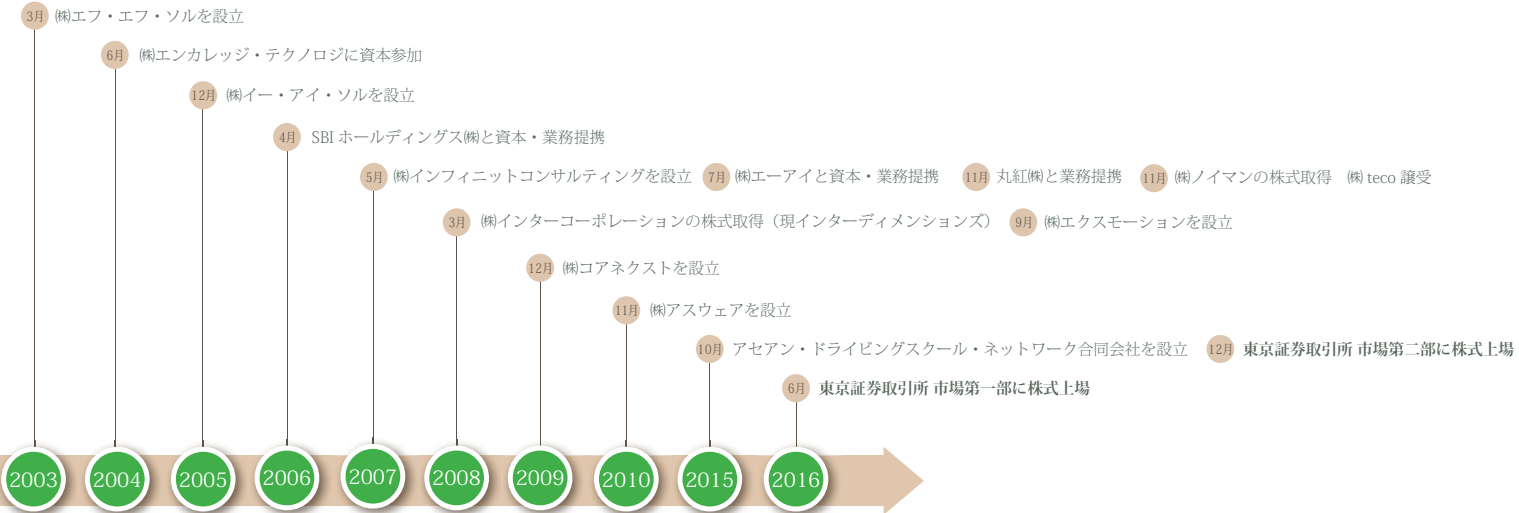 3月 ㈱エフ・エフ・ソルを設立
6月 ㈱エンカレッジ・テクノロジに資本参加
12月 ㈱イー・アイ・ソルを設立
4月 SBI ホールディングス㈱と資本・業務提携
5月 ㈱インフィニットコンサルティングを設立 7月 ㈱エーアイと資本・業務提携 11月 丸紅㈱と業務提携 11月 ㈱ノイマンの株式取得 ㈱ teco 譲受
3月 ㈱インターコーポレーションの株式取得（現インターディメンションズ） 9月 ㈱エクスモーションを設立
12月 ㈱コアネクストを設立
11月 ㈱アスウェアを設立
10月 アセアン・ドライビングスクール・ネットワーク合同会社を設立 12月 東京証券取引所 市場第二部に株式上場
6月 東京証券取引所 市場第一部に株式上場
2003 2004 2005 2006 2007 2008 2009 2010 2015 2016